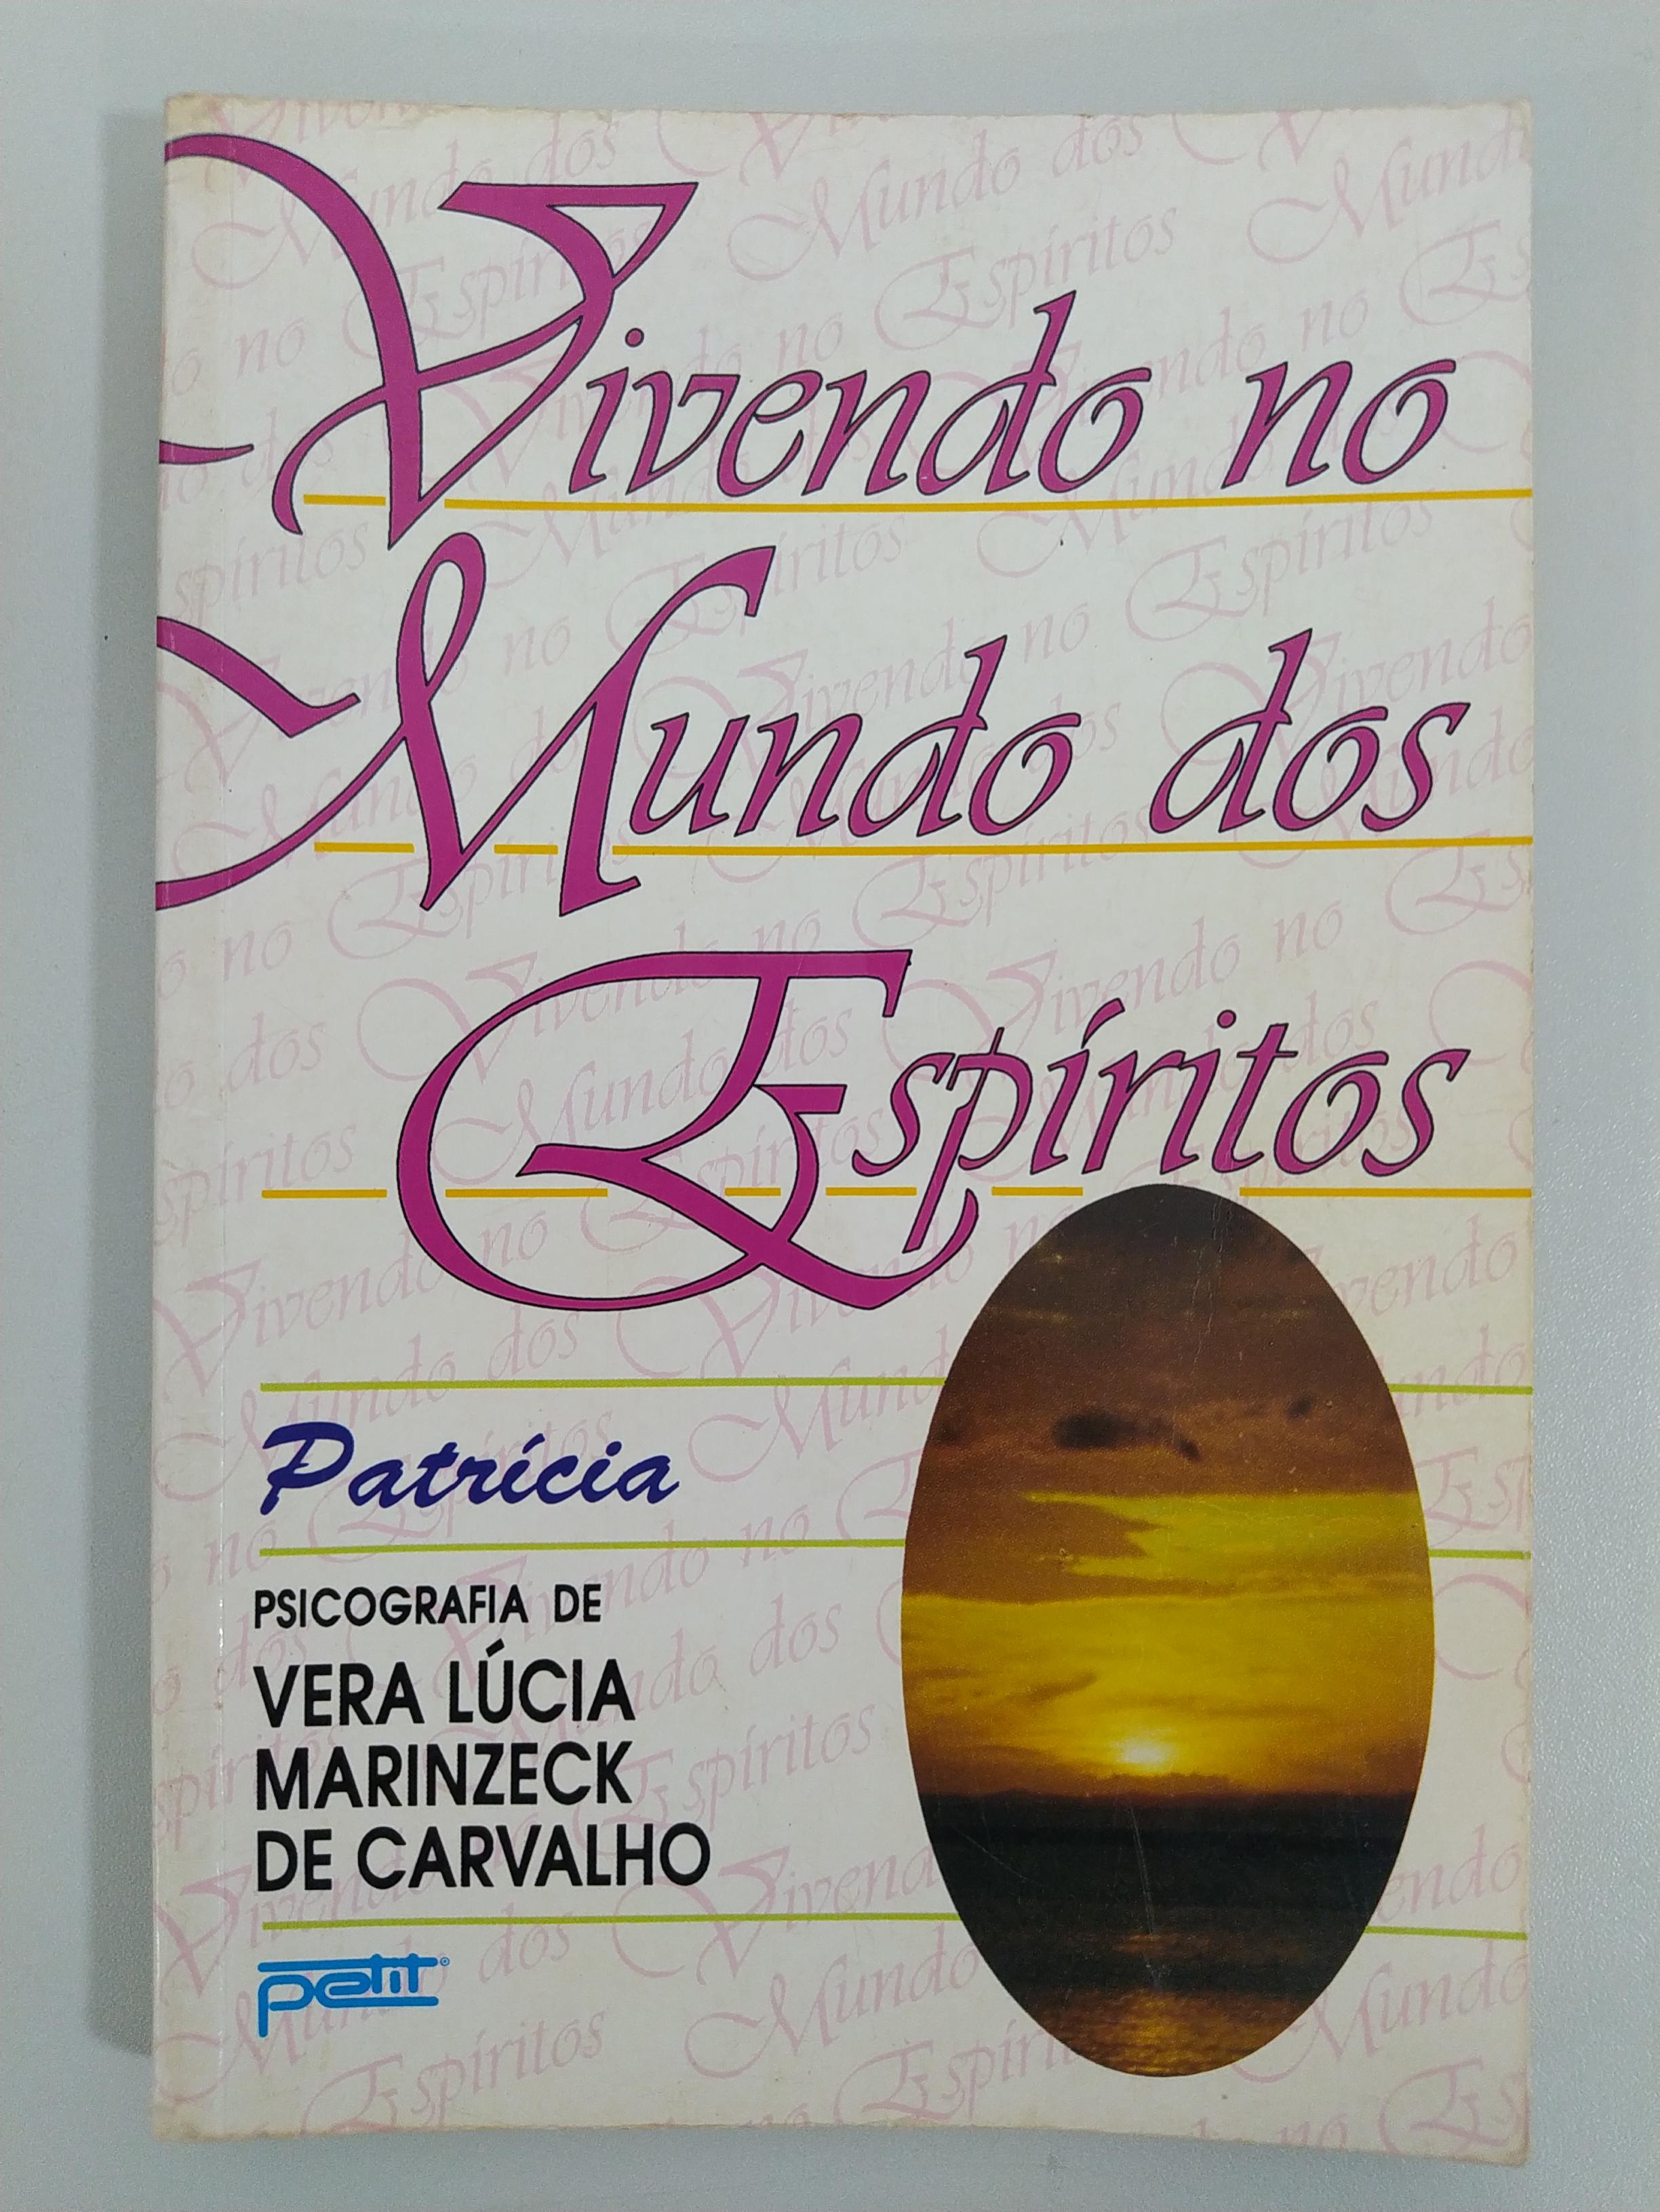 Vivendo no
Mundo dos
Espíritos
Patrícia
PSICOGRAFIA DE
VERA LÚCIA
MARINZECK
DE CARVALHO
petit